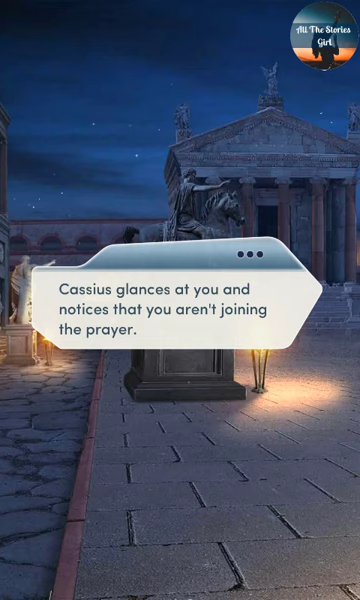 All The Stories
Girl
Cassius glances at you and
notices that you aren't joining
the prayer.